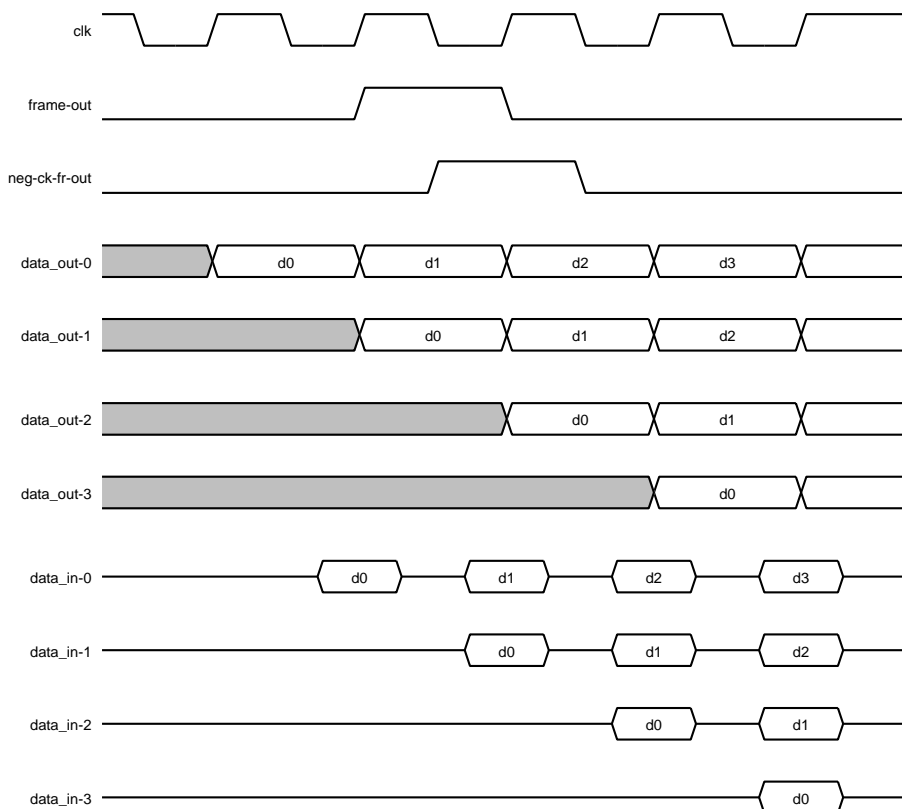 clk
frame-out
neg-ck-fr-out
data_out-0 d0 d1 d2 d3
data_out-1 d0 d1 d2
data_out-2 d0 d1
data_out-3 d0
data_in-0 d0 d1 d2 d3
data_in-1 d0 d1 d2
data_in-2 d0 d1
data_in-3 d0